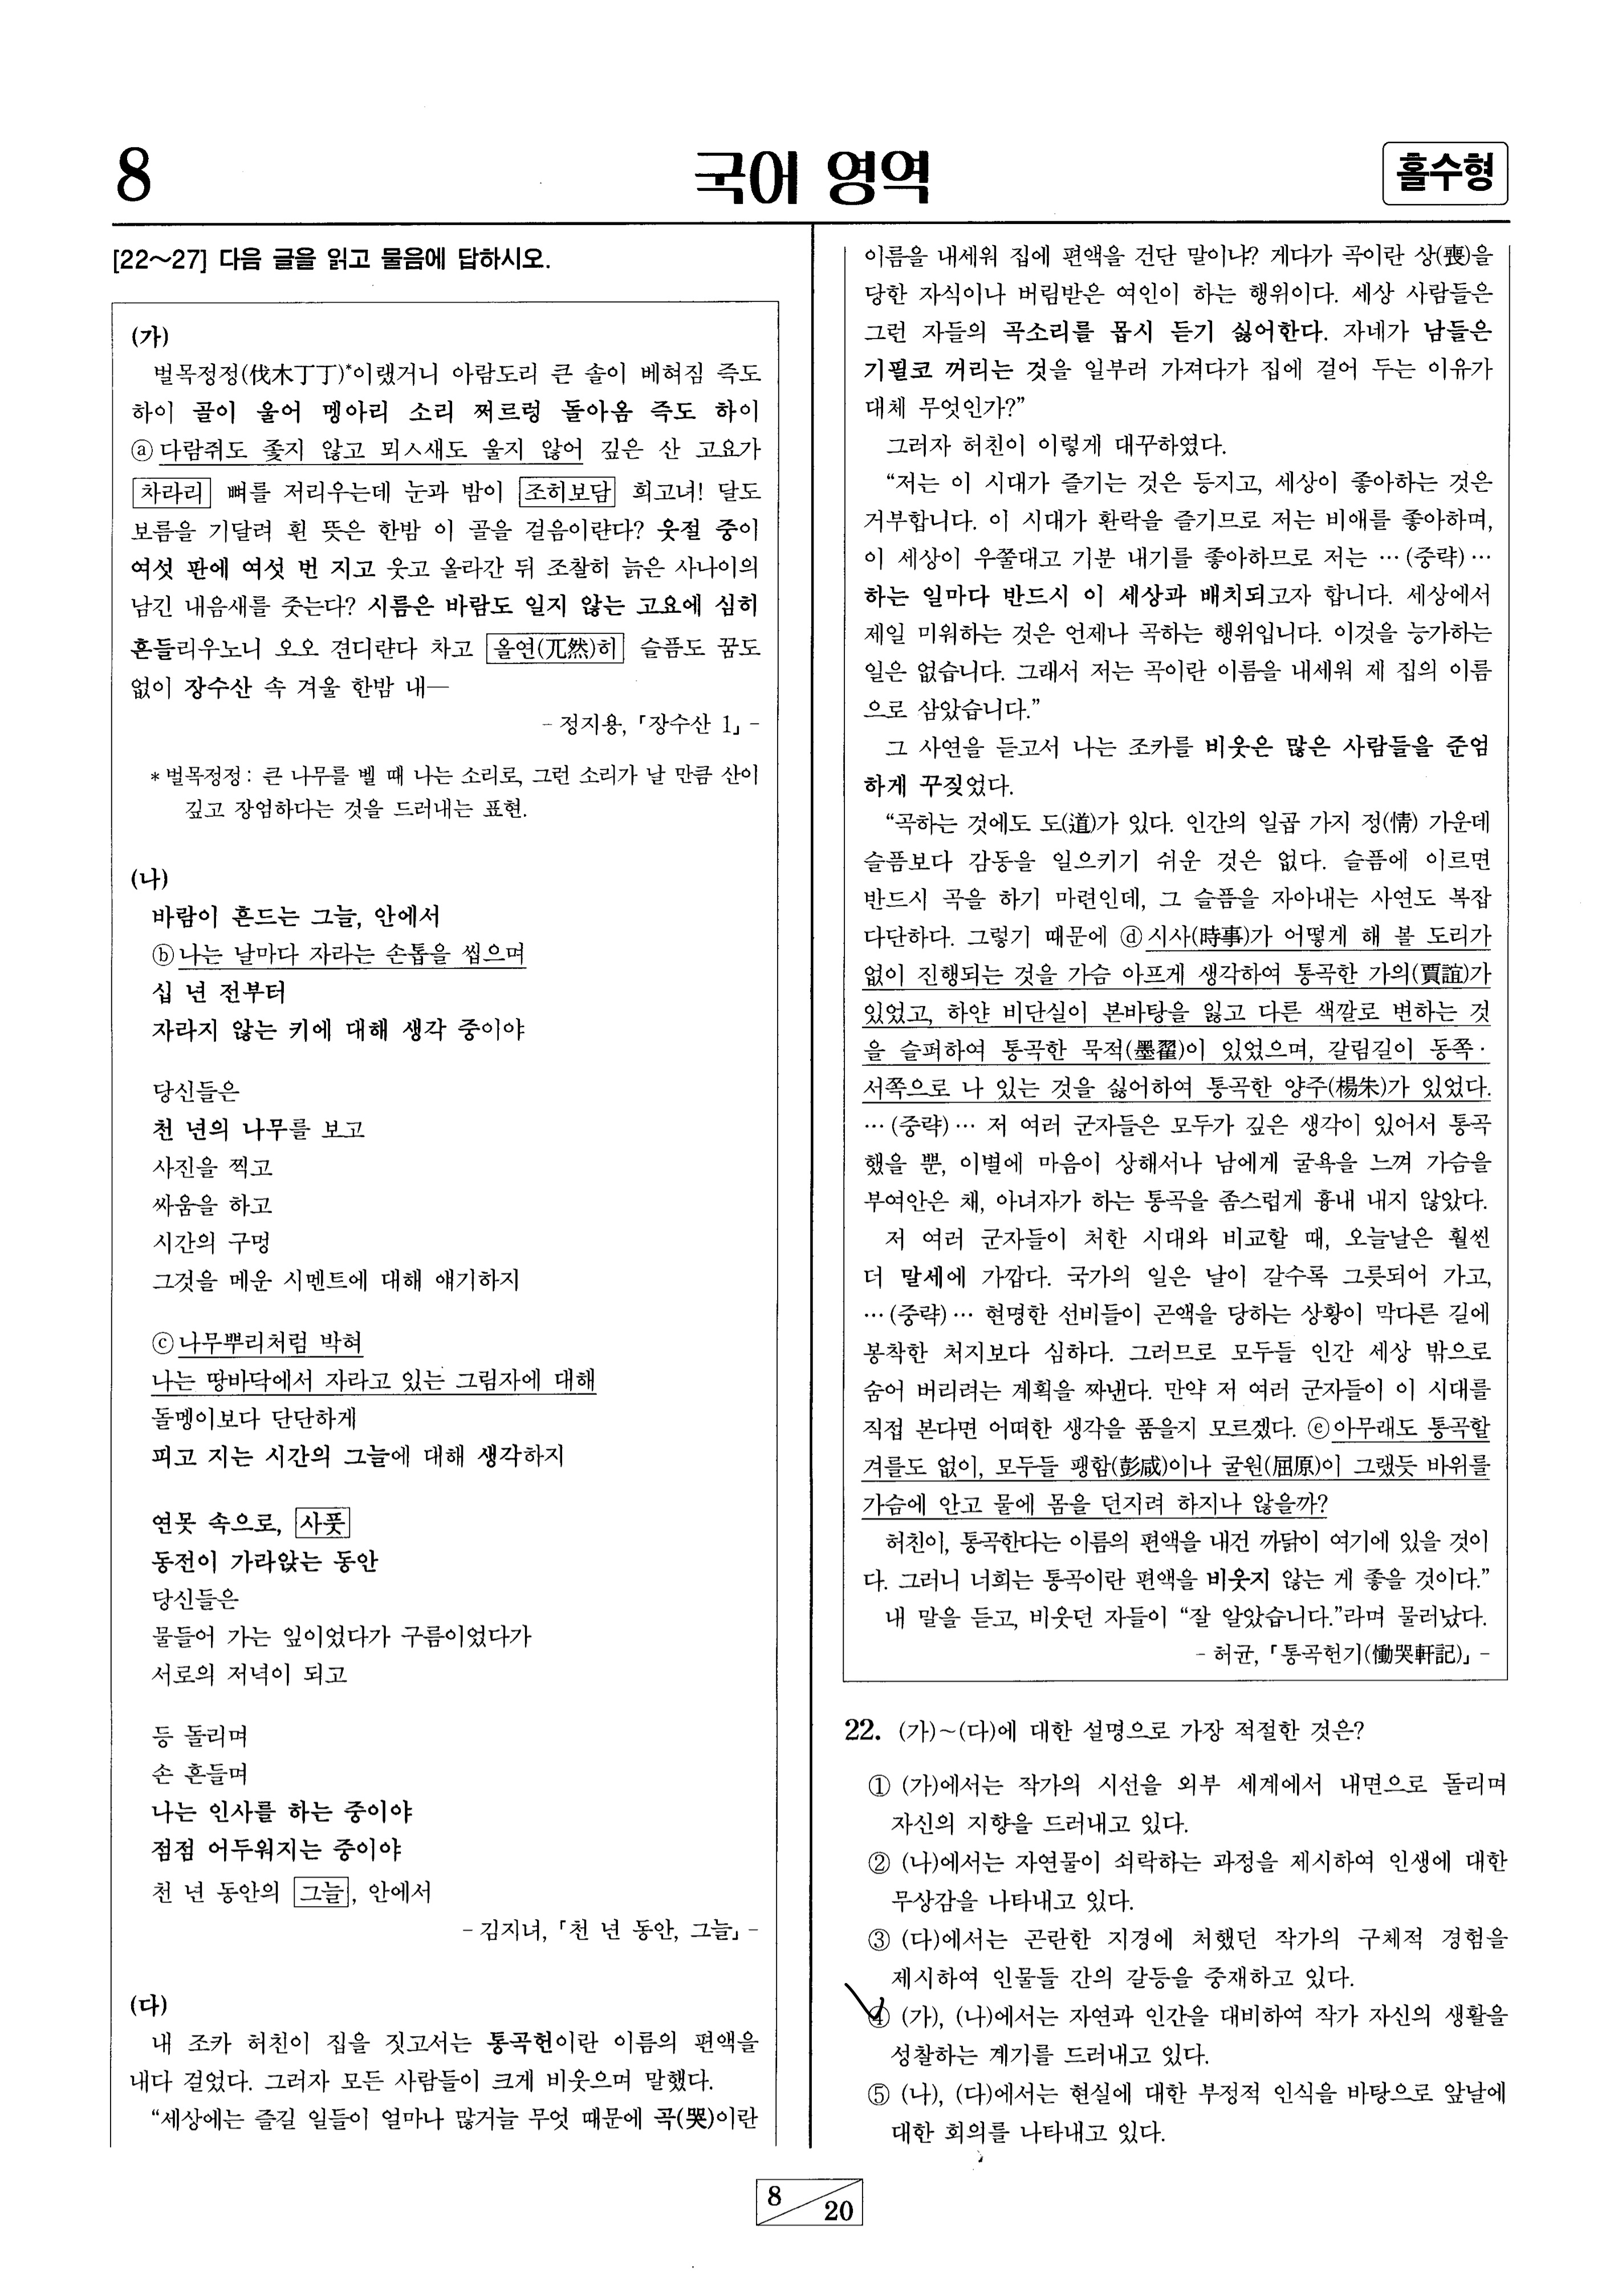 8
국어 영역
홀수형
[22～27] 다음 글을 읽고 물음에 답하시오.
(가)
벌목정정(伐木丁丁)*이랬거니 아람도리 큰 솔이 베혀짐 즉도
하이 골이 울어 멩아리 소리 쩌르렁 돌아옴 즉도 하이
ⓐ다람쥐도 좇지 않고 묏ㅅ새도 울지 않어 깊은 산 고요가
차라리 뼈를 저리우는데 눈과 밤이 조히보담 희고녀! 달도
보름을 기달려 흰 뜻은 한밤 이 골을 걸음이랸다? 웃절 중이
여섯 판에 여섯 번 지고 웃고 올라간 뒤 조찰히 늙은 사나이의
남긴 내음새를 줏는다? 시름은 바람도 일지 않는 고요에 심히
흔들리우노니 오오 견디랸다 차고 올연(兀然)히 슬픔도 꿈도
없이 장수산 속 겨울 한밤 내―
- 정지용, 「장수산 1」 -
* 벌목정정 : 큰 나무를 벨 때 나는 소리로, 그런 소리가 날 만큼 산이
깊고 장엄하다는 것을 드러내는 표현.
(나)
바람이 흔드는 그늘, 안에서
ⓑ나는 날마다 자라는 손톱을 씹으며
십 년 전부터
자라지 않는 키에 대해 생각 중이야
당신들은
천 년의 나무를 보고
사진을 찍고
싸움을 하고
시간의 구멍
그것을 메운 시멘트에 대해 얘기하지
ⓒ나무뿌리처럼 박혀
나는 땅바닥에서 자라고 있는 그림자에 대해
돌멩이보다 단단하게
피고 지는 시간의 그늘에 대해 생각하지
연못 속으로, 사풋
동전이 가라앉는 동안
당신들은
물들어 가는 잎이었다가 구름이었다가
서로의 저녁이 되고
등 돌리며
손 흔들며
나는 인사를 하는 중이야
점점 어두워지는 중이야
천 년 동안의 그늘, 안에서
- 김지녀, 「천 년 동안, 그늘」 -
(다)
내 조카 허친이 집을 짓고서는 통곡헌이란 이름의 편액을
내다 걸었다. 그러자 모든 사람들이 크게 비웃으며 말했다.
“세상에는 즐길 일들이 얼마나 많거늘 무엇 때문에 곡(哭)이란
이름을 내세워 집에 편액을 건단 말이냐? 게다가 곡이란 상(喪)을
당한 자식이나 버림받은 여인이 하는 행위이다. 세상 사람들은
그런 자들의 곡소리를 몹시 듣기 싫어한다. 자네가 남들은
기필코 꺼리는 것을 일부러 가져다가 집에 걸어 두는 이유가
대체 무엇인가?”
그러자 허친이 이렇게 대꾸하였다.
“저는 이 시대가 즐기는 것은 등지고, 세상이 좋아하는 것은
거부합니다. 이 시대가 환락을 즐기므로 저는 비애를 좋아하며,
이 세상이 우쭐대고 기분 내기를 좋아하므로 저는 …(중략)…
하는 일마다 반드시 이 세상과 배치되고자 합니다. 세상에서
제일 미워하는 것은 언제나 곡하는 행위입니다. 이것을 능가하는
일은 없습니다. 그래서 저는 곡이란 이름을 내세워 제 집의 이름
으로 삼았습니다.”
그 사연을 듣고서 나는 조카를 비웃은 많은 사람들을 준엄
하게 꾸짖었다.
“곡하는 것에도 도(道)가 있다. 인간의 일곱 가지 정(情) 가운데
슬픔보다 감동을 일으키기 쉬운 것은 없다. 슬픔에 이르면
반드시 곡을 하기 마련인데, 그 슬픔을 자아내는 사연도 복잡
다단하다. 그렇기 때문에 ⓓ시사(時事)가 어떻게 해 볼 도리가
없이 진행되는 것을 가슴 아프게 생각하여 통곡한 가의(賈誼)가
있었고, 하얀 비단실이 본바탕을 잃고 다른 색깔로 변하는 것
을 슬퍼하여 통곡한 묵적(墨翟)이 있었으며, 갈림길이 동쪽·
서쪽으로 나 있는 것을 싫어하여 통곡한 양주(楊朱)가 있었다.
…(중략)… 저 여러 군자들은 모두가 깊은 생각이 있어서 통곡
했을 뿐, 이별에 마음이 상해서나 남에게 굴욕을 느껴 가슴을
부여안은 채, 아녀자가 하는 통곡을 좀스럽게 흉내 내지 않았다.
저 여러 군자들이 처한 시대와 비교할 때, 오늘날은 훨씬
더 말세에 가깝다. 국가의 일은 날이 갈수록 그릇되어 가고,
…(중략)… 현명한 선비들이 곤액을 당하는 상황이 막다른 길에
봉착한 처지보다 심하다. 그러므로 모두들 인간 세상 밖으로
숨어 버리려는 계획을 짜낸다. 만약 저 여러 군자들이 이 시대를
직접 본다면 어떠한 생각을 품을지 모르겠다. ⓔ아무래도 통곡할
겨를도 없이, 모두들 팽함(彭咸)이나 굴원(屈原)이 그랬듯 바위를
가슴에 안고 물에 몸을 던지려 하지나 않을까?
허친이, 통곡한다는 이름의 편액을 내건 까닭이 여기에 있을 것이
다. 그러니 너희는 통곡이란 편액을 비웃지 않는 게 좋을 것이다.”
내 말을 듣고, 비웃던 자들이 “잘 알았습니다.”라며 물러났다.
- 허균, 「통곡헌기(慟哭軒記)」 -
22. (가)～(다)에 대한 설명으로 가장 적절한 것은?
① (가)에서는 작가의 시선을 외부 세계에서 내면으로 돌리며
자신의 지향을 드러내고 있다.
② (나)에서는 자연물이 쇠락하는 과정을 제시하여 인생에 대한
무상감을 나타내고 있다.
③ (다)에서는 곤란한 지경에 처했던 작가의 구체적 경험을
제시하여 인물들 간의 갈등을 중재하고 있다.
④ (가), (나)에서는 자연과 인간을 대비하여 작가 자신의 생활을
성찰하는 계기를 드러내고 있다.
⑤ (나), (다)에서는 현실에 대한 부정적 인식을 바탕으로 앞날에
대한 회의를 나타내고 있다.
8
20